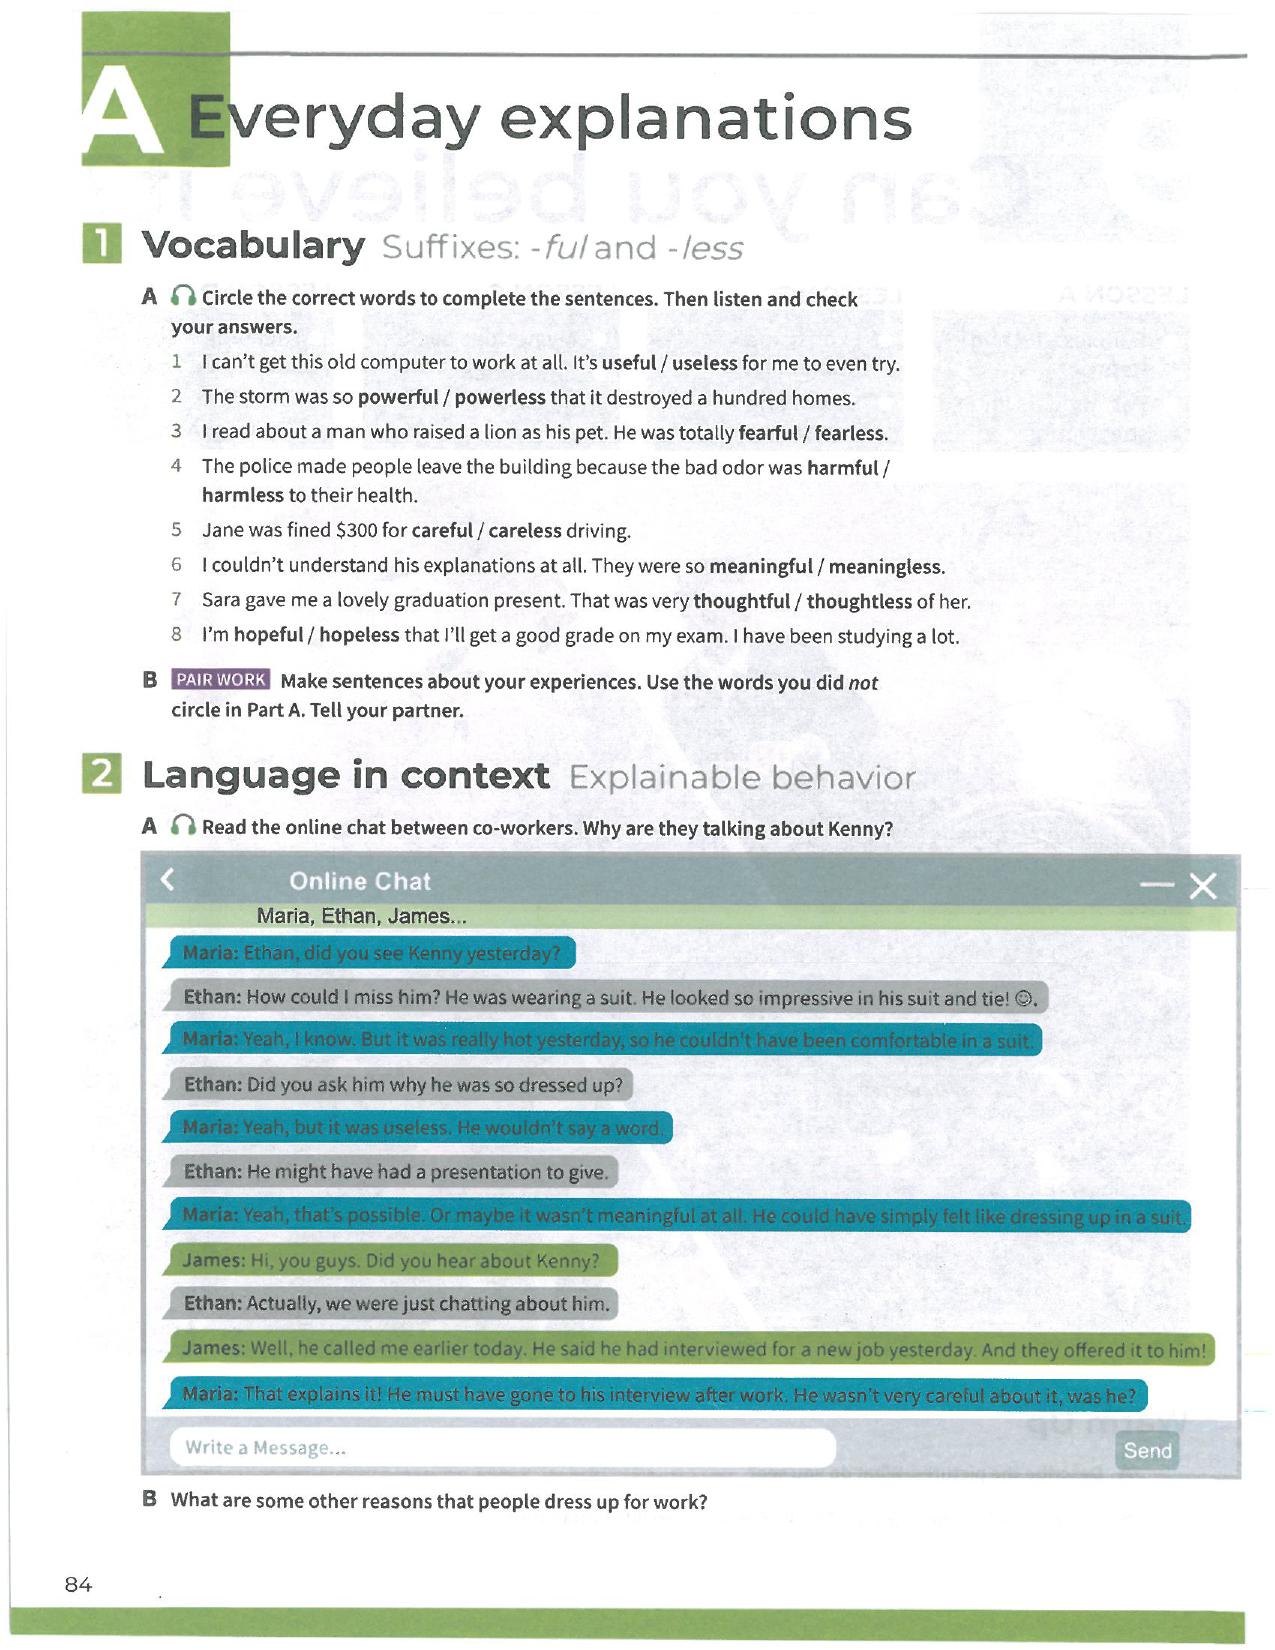 A Everyday explanations
1 Vocabulary Suffixes: -ful and -less
A Circle the correct words to complete the sentences. Then listen and check
your answers.
1 I can't get this old computer to work at all. It's useful / useless for me to even try.
2 The storm was so powerful / powerless that it destroyed a hundred homes.
3 I read about a man who raised a lion as his pet. He was totally fearful / fearless.
4 The police made people leave the building because the bad odor was harmful /
harmless to their health.
5 Jane was fined $300 for careful / careless driving.
6 I couldn't understand his explanations at all. They were so meaningful / meaningless.
7 Sara gave me a lovely graduation present. That was very thoughtful / thoughtless of her.
8 I'm hopeful / hopeless that I'll get a good grade on my exam. I have been studying a lot.
B PAIR WORK Make sentences about your experiences. Use the words you did not
circle in Part A. Tell your partner.
2 Language in context Explainable behavior
A Read the online chat between co-workers. Why are they talking about Kenny?
Online Chat
Maria, Ethan, James...
Maria: Ethan, did you see Kenny yesterday?
Ethan: How could I miss him? He was wearing a suit. He looked so impressive in his suit and tie! ☺.
Maria: Yeah, I know. But it was really hot yesterday, so he couldn't have been comfortable in a suit.
Ethan: Did you ask him why he was so dressed up?
Maria: Yeah, but it was useless. He wouldn't say a word.
Ethan: He might have had a presentation to give.
Maria: Yeah, that's possible. Or maybe it wasn't meaningful at all. He could have simply felt like dressing up in a suit.
James: Hi, you guys. Did you hear about Kenny?
Ethan: Actually, we were just chatting about him.
James: Well, he called me earlier today. He said he had interviewed for a new job yesterday. And they offered it to him!
Maria: That explains it! He must have gone to his interview after work. He wasn't very careful about it, was he?
Write a Message...
Send
B What are some other reasons that people dress up for work?
84